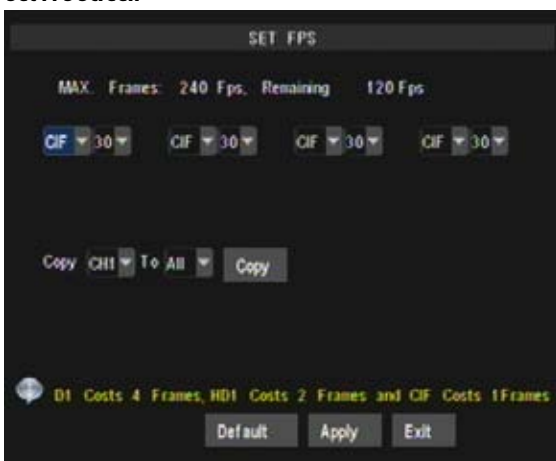 SET FPS
MAX. Frames: 240 Fps, Remaining 120 Fps
CIF 30 CIF 30 CIF 30 CIF 30
Copy CH1 To All Copy
D1 Costs 4 Frames, HD1 Costs 2 Frames and CIF Costs 1Frames
Default Apply Exit